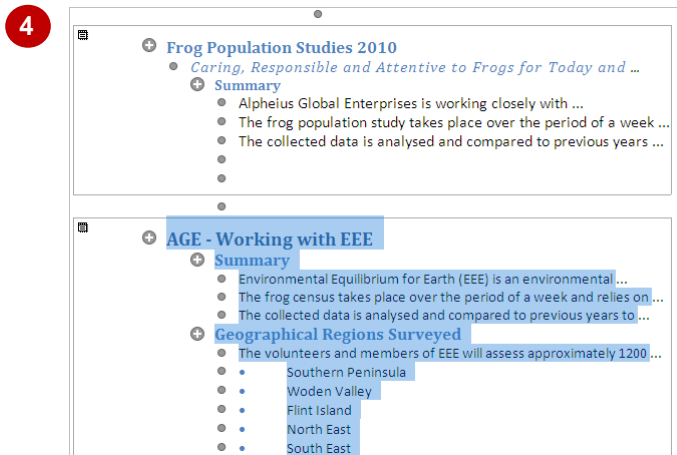 4
Frog Population Studies 2010
Caring, Responsible and Attentive to Frogs for Today and ...
Summary
Alpheius Global Enterprises is working closely with ...
The frog population study takes place over the period of a week ...
The collected data is analysed and compared to previous years ...
AGE - Working with EEE
Summary
Environmental Equilibrium for Earth (EEE) is an environmental ...
The frog census takes place over the period of a week and relies on ...
The collected data is analysed and compared to previous years to ...
Geographical Regions Surveyed
The volunteers and members of EEE will assess approximately 1200 ...
• Southern Peninsula
• Woden Valley
• Flint Island
• North East
• South East